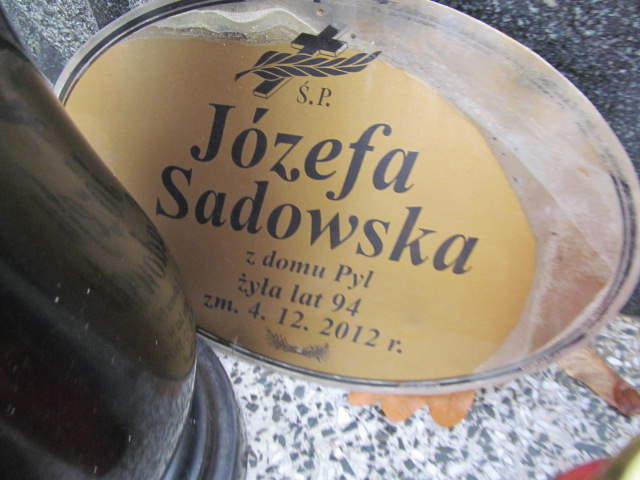 Ś.P.
Józefa
Sadowska
z domu Pyl
żyła lat 94
zm. 4. 12. 2012 r.